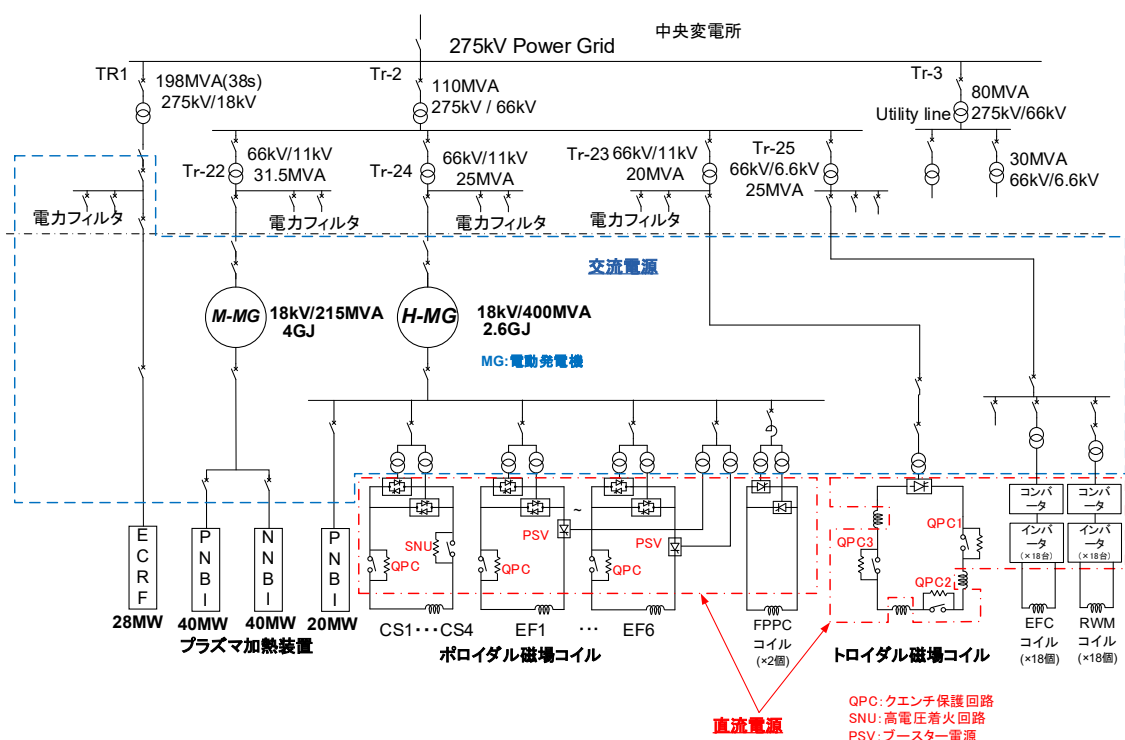 中央変電所
275kV Power Grid
TR1
198MVA(38s)
275kV/18kV
Tr-2
110MVA
275kV / 66kV
Tr-3
80MVA
275kV/66kV
Utility line
30MVA
66kV/6.6kV
Tr-22
66kV/11kV
31.5MVA
Tr-24
66kV/11kV
25MVA
Tr-23
66kV/11kV
20MVA
Tr-25
66kV/6.6kV
25MVA
電力フィルタ
電力フィルタ
電力フィルタ
電力フィルタ
交流電源
M-MG
18kV/215MVA
4GJ
H-MG
18kV/400MVA
2.6GJ
MG:電動発電機
ECRF
28MW
PNBI
40MW
NNBI
40MW
PNBI
20MW
プラズマ加熱装置
SNU
QPC
QPC
QPC
PSV
~
PSV
CS1･･･CS4
EF1
･･･
EF6
ポロイダル磁場コイル
FPPC
コイル
(×2個)
QPC3
QPC1
QPC2
トロイダル磁場コイル
コンバ
ータ
コンバ
ータ
インバ
ータ
(×18台)
インバ
ータ
(×18台)
EFC
コイル
(×18個)
RWM
コイル
(×18個)
直流電源
QPC:クエンチ保護回路
SNU:高電圧着火回路
PSV:ブースター電源